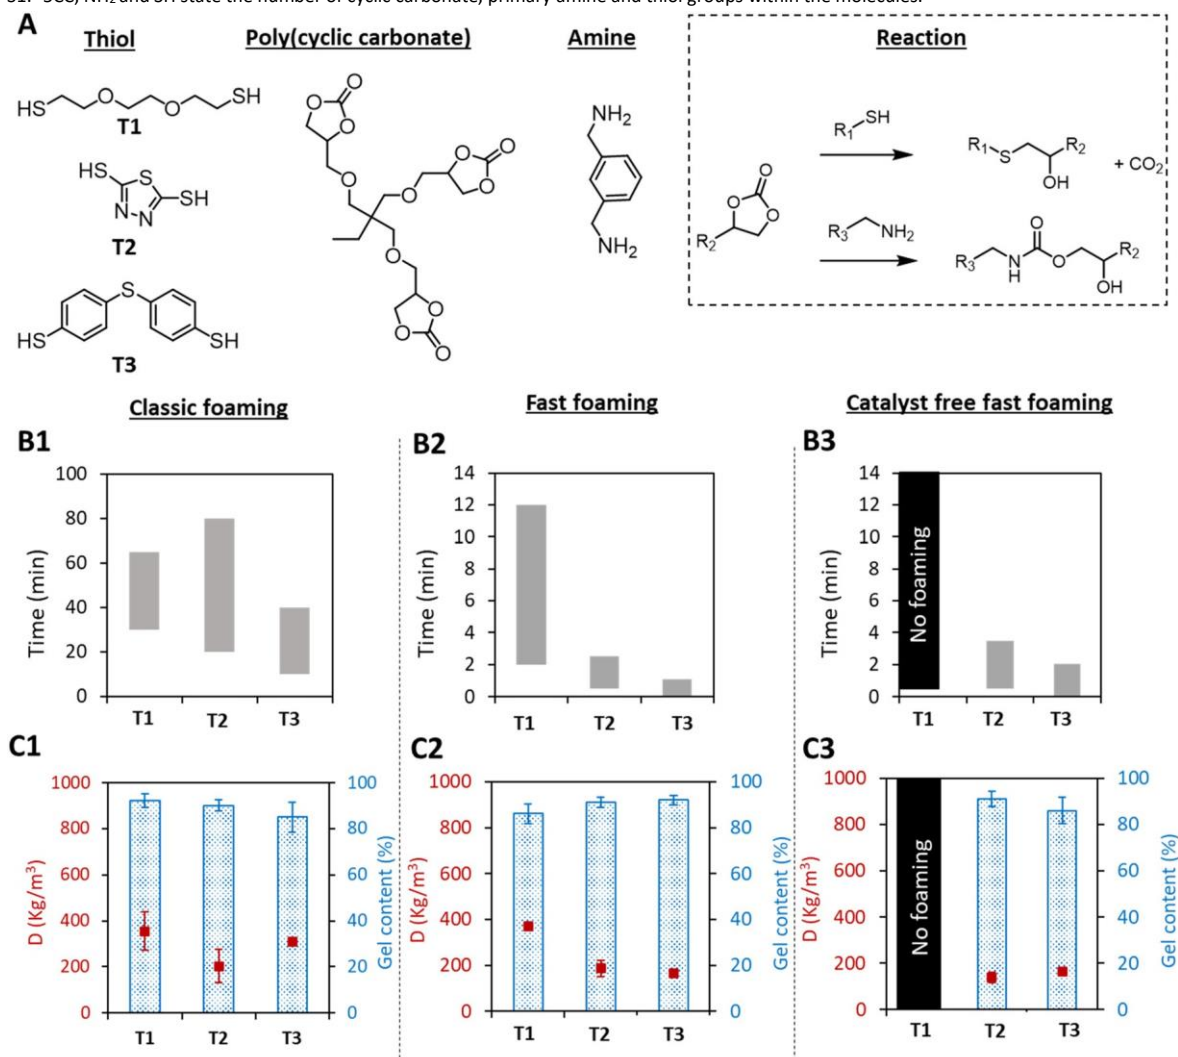 5CC, NH2 and SH state the number of cyclic carbonate, primary amine and thiol groups within the molecules.
A
Thiol
Poly(cyclic carbonate)
Amine
Reaction
HS O O SH
T1
HS S SH
N N
T2
S
HS SH
T3
O
O O
O
O O
O O
O
O O
O
NH2
NH2
O
O O
R2
R1 SH
R1 S R2
OH
+ CO2
R3 NH2
R3 N H O O R2
OH
Classic foaming
Fast foaming
Catalyst free fast foaming
B1
Time (min)
100
80
60
40
20
0
T1 T2 T3
B2
Time (min)
14
12
10
8
6
4
2
0
T1 T2 T3
B3
Time (min)
14
12
10
8
6
4
2
0
No foaming
T1 T2 T3
C1
D (Kg/m3)
1000
800
600
400
200
0
100
80
60
40
20
0
Gel content (%)
T1 T2 T3
C2
D (Kg/m3)
1000
800
600
400
200
0
100
80
60
40
20
0
Gel content (%)
T1 T2 T3
C3
D (Kg/m3)
1000
800
600
400
200
0
No foaming
100
80
60
40
20
0
Gel content (%)
T1 T2 T3